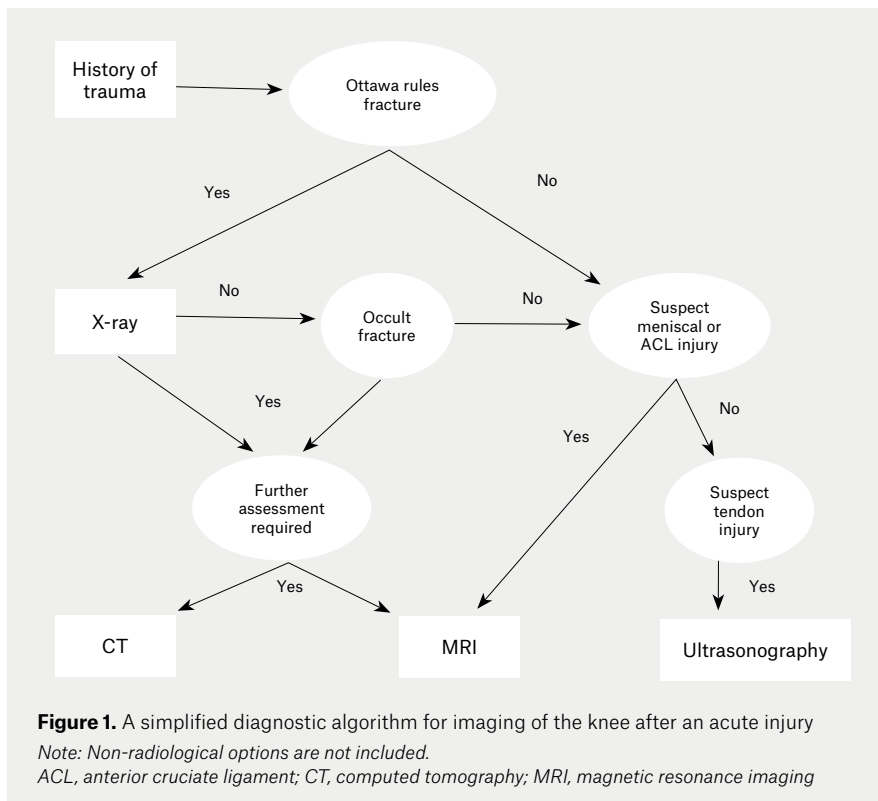 History of
trauma
Ottawa rules
fracture
Yes
No
X-ray
No
Occult
fracture
No
Suspect
meniscal or
ACL injury
Yes
Yes
No
Further
assessment
required
Suspect
tendon
injury
Yes
Yes
CT
MRI
Ultrasonography
Figure 1. A simplified diagnostic algorithm for imaging of the knee after an acute injury
Note: Non-radiological options are not included.
ACL, anterior cruciate ligament; CT, computed tomography; MRI, magnetic resonance imaging